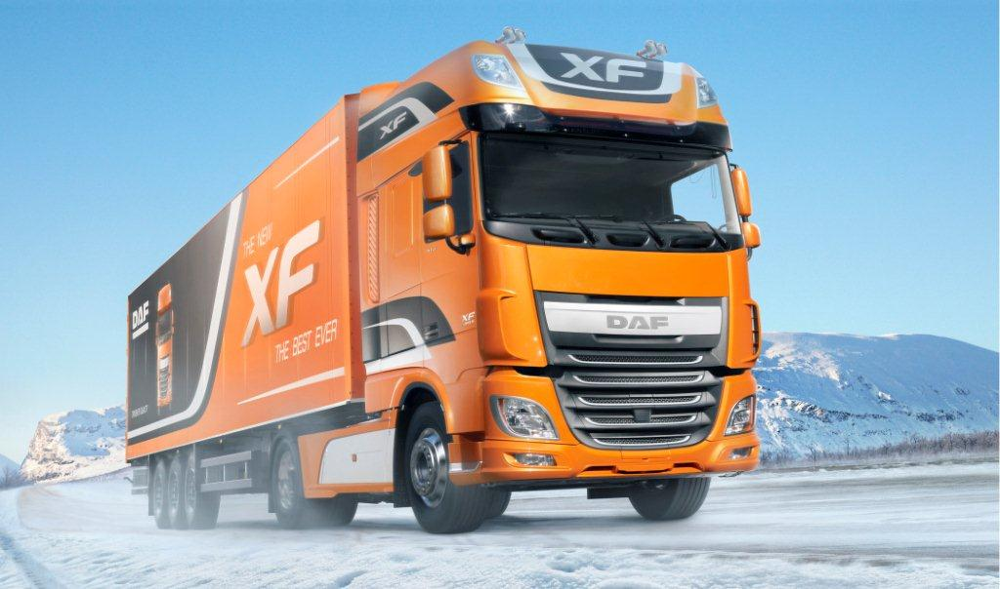 XF
XF
THE NEW
XF
THE BEST EVER
DAF
XF
DAF